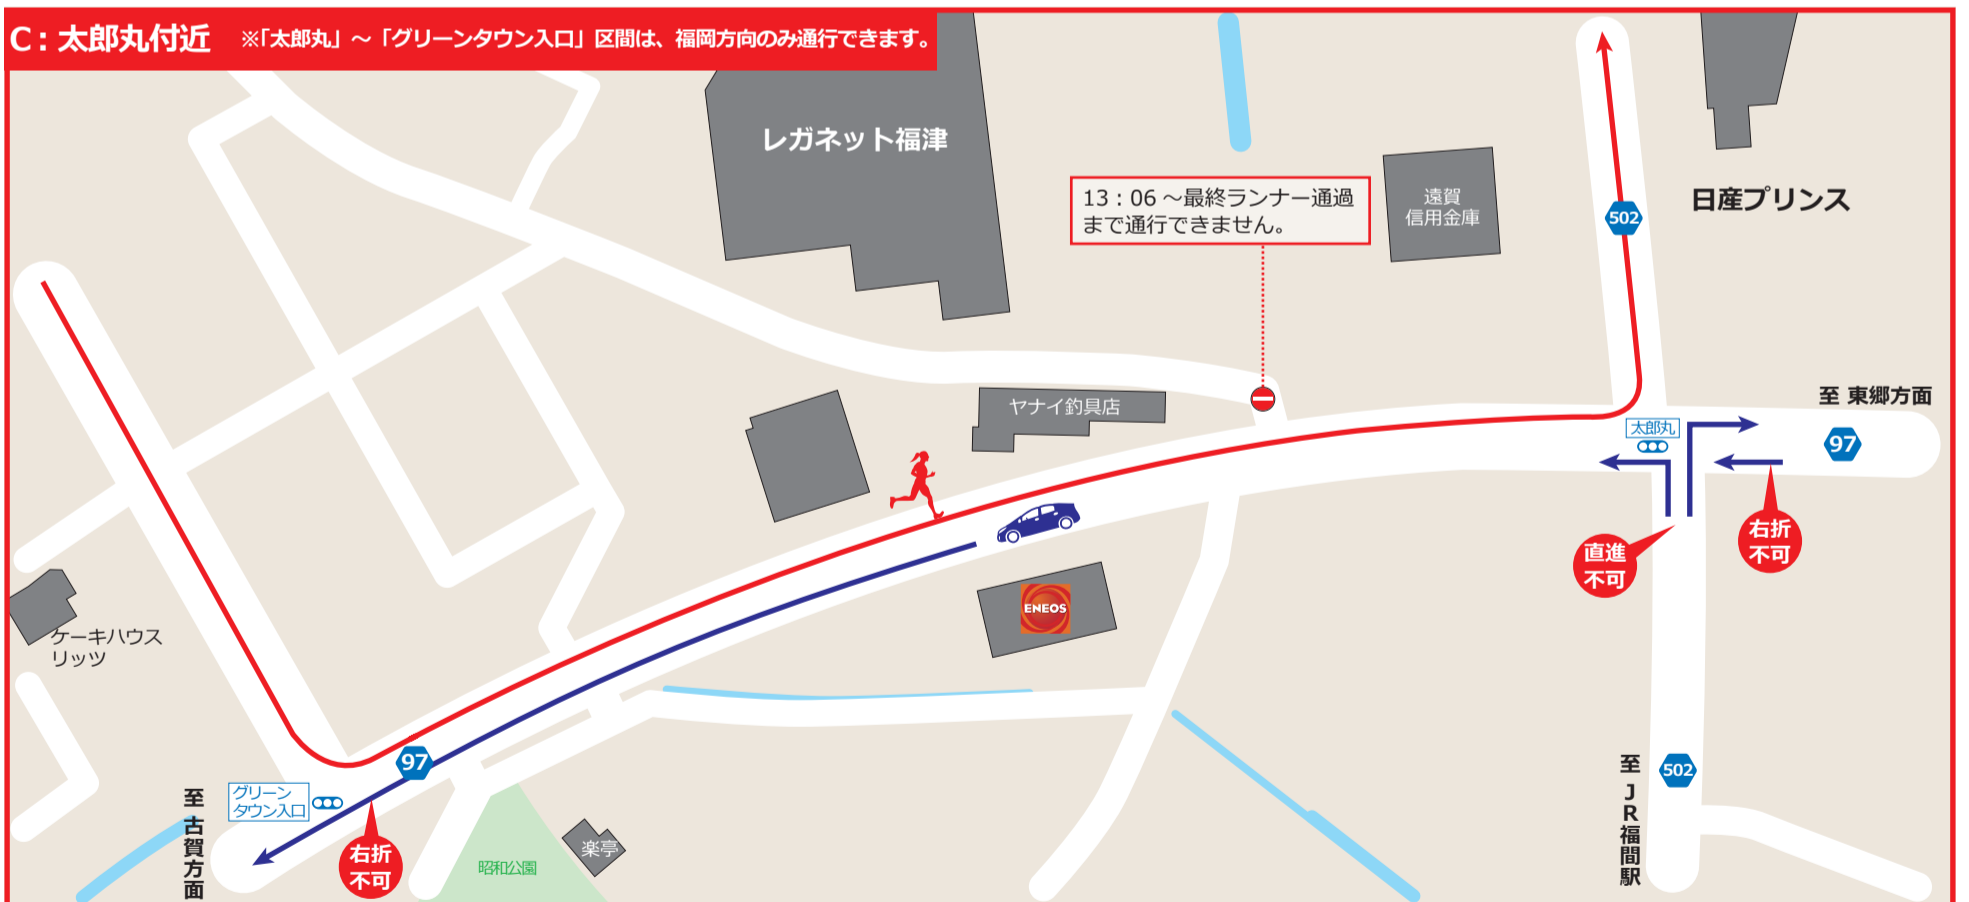 C：太郎丸付近　※「太郎丸」～「グリーンタウン入口」区間は、福岡方向のみ通行できます。
レガネット福津
13：06～最終ランナー通過
まで通行できません。
遠賀
信用金庫
502
日産プリンス
至 東郷方面
ヤナイ釣具店
太郎丸
97
直進
不可
右折
不可
ENEOS
ケーキハウス
リッツ
97
グリーン
タウン入口
至 古賀方面
右折
不可
昭和公園
楽亭
至 JR福間駅
502